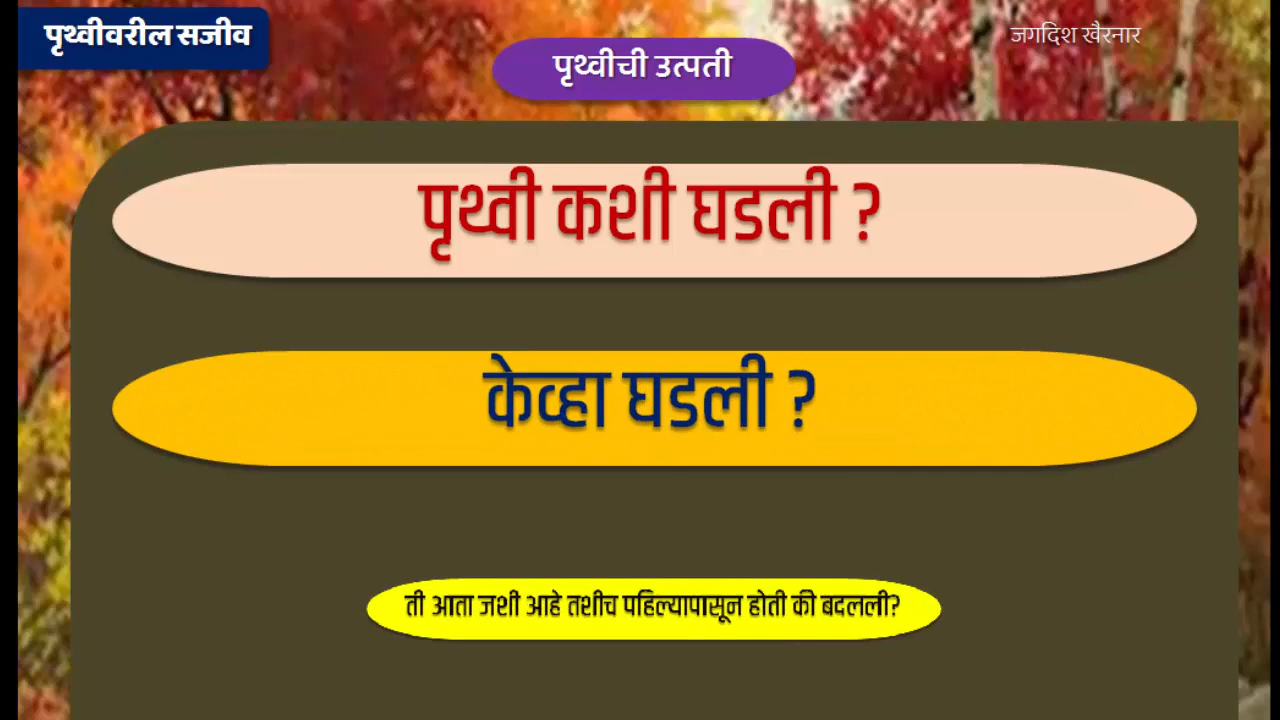 पृथ्वीवरील सजीव
जगदिश खैरनार
पृथ्वीची उत्पती
पृथ्वी कशी घडली ?
केव्हा घडली ?
ती आता जशी आहे तशीच पहिल्यापासून होती की बदलली?